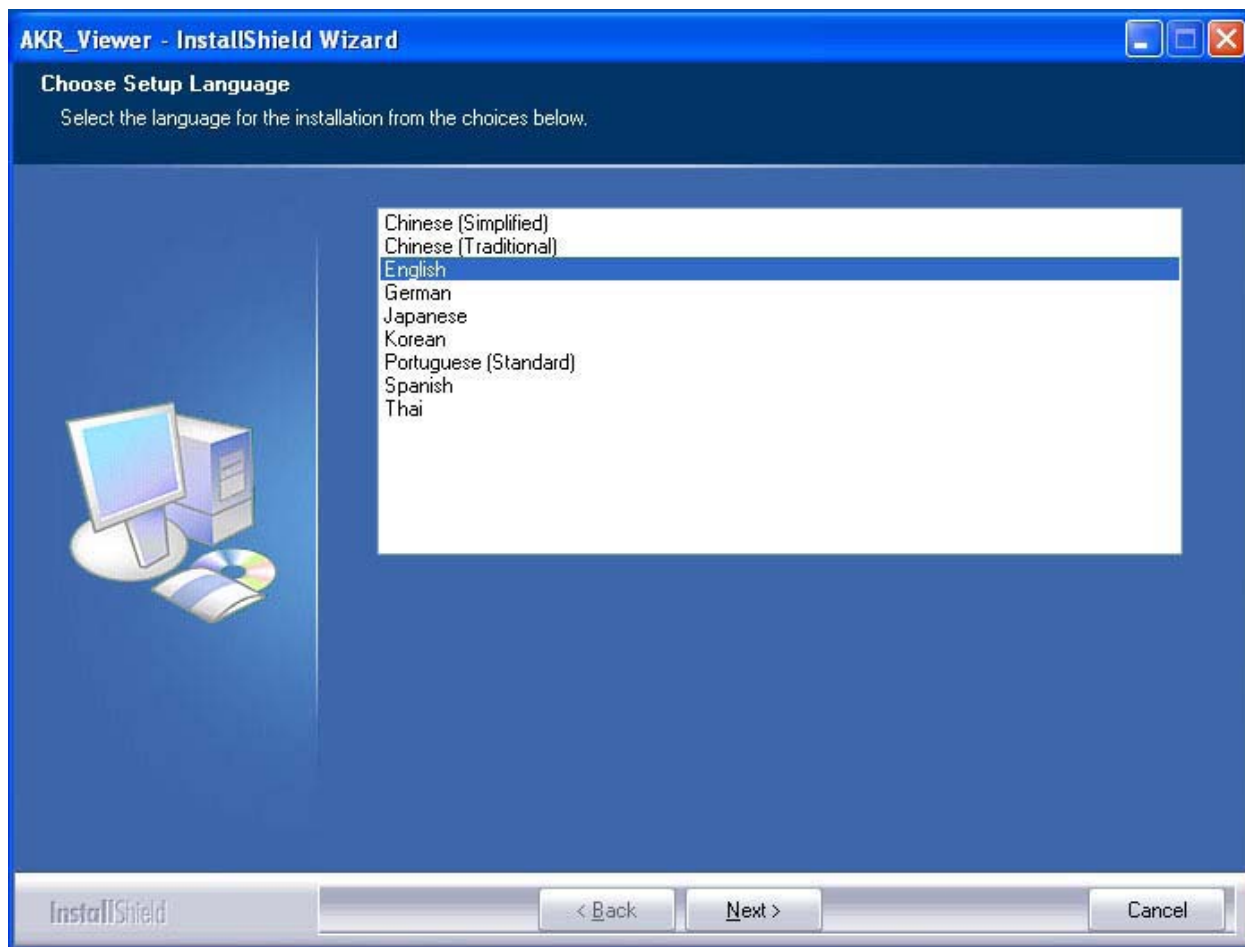 AKR_Viewer - InstallShield Wizard
Choose Setup Language
Select the language for the installation from the choices below.
Chinese (Simplified)
Chinese (Traditional)
English
German
Japanese
Korean
Portuguese (Standard)
Spanish
Thai
InstallShield
< Back
Next >
Cancel